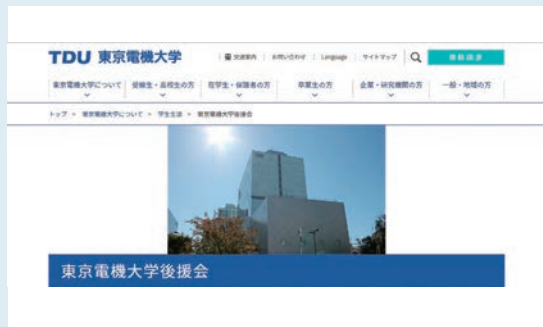 TDU 東京電機大学
交通案内 お問い合わせ Language サイトマップ 資料請求
東京電機大学について 受験生・高校生の方 在学生・保護者の方 卒業生の方 企業・研究機関の方 一般・地域の方
トップ > 東京電機大学について > 学生生活 > 東京電機大学後援会
東京電機大学後援会